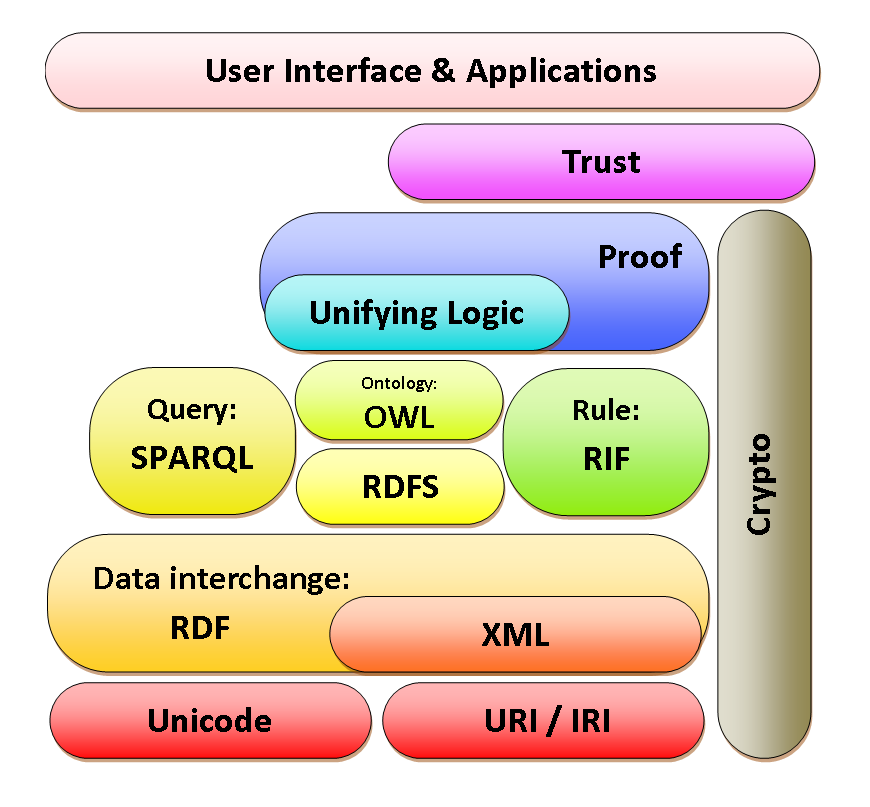 User Interface & Applications
Trust
Proof
Unifying Logic
Query:
SPARQL
Ontology:
OWL
RDFS
Rule:
RIF
Crypto
Data interchange:
RDF
XML
Unicode
URI / IRI